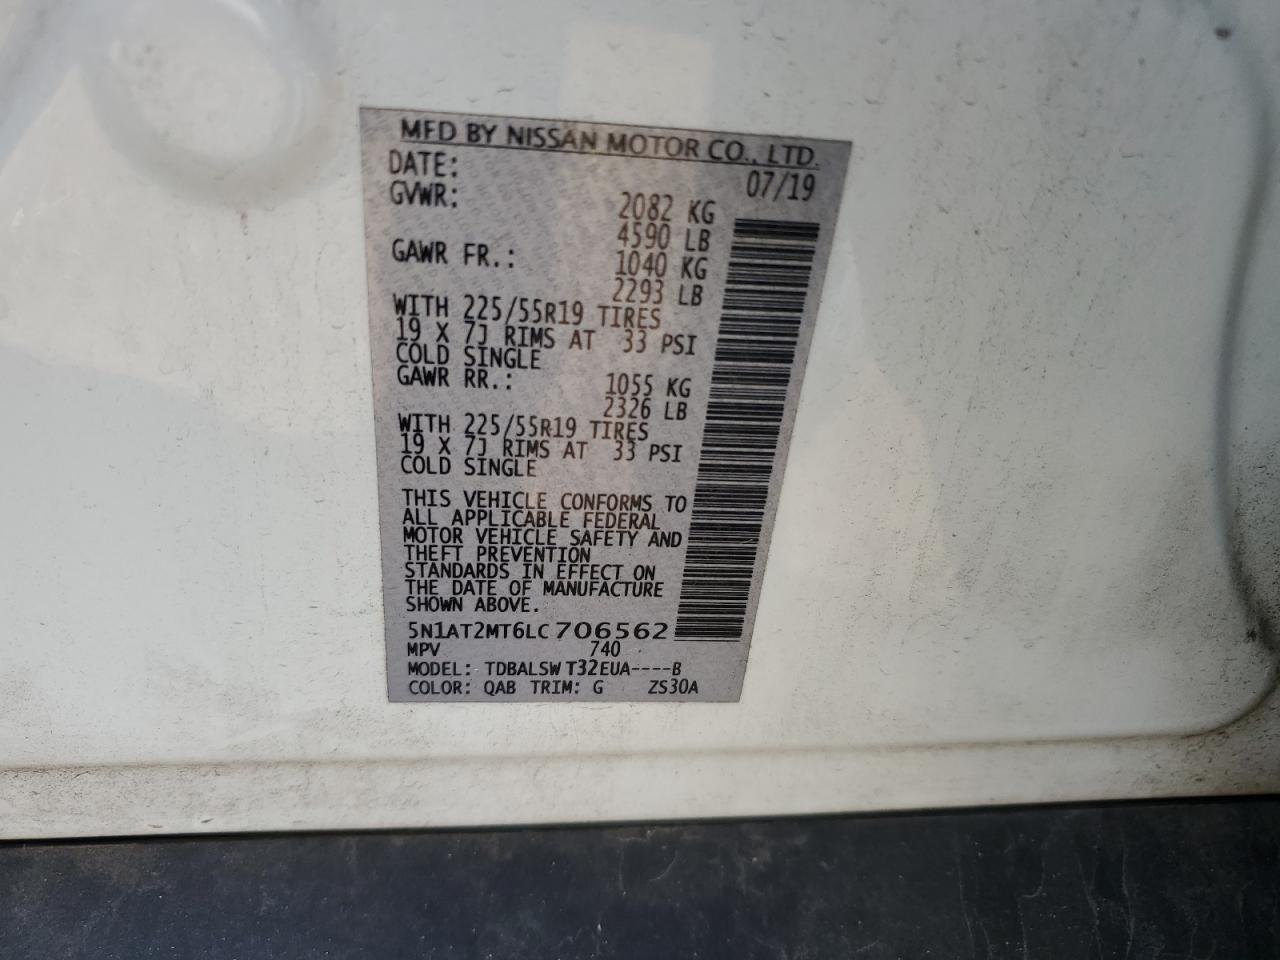 MFD BY NISSAN MOTOR CO., LTD.
DATE: 07/19
GVWR: 2082 KG
4590 LB
GAWR FR.: 1040 KG
2293 LB
WITH 225/55R19 TIRES
19 X 7J RIMS AT 33 PSI
COLD SINGLE
GAWR RR.: 1055 KG
2326 LB
WITH 225/55R19 TIRES
19 X 7J RIMS AT 33 PSI
COLD SINGLE
THIS VEHICLE CONFORMS TO
ALL APPLICABLE FEDERAL
MOTOR VEHICLE SAFETY AND
THEFT PREVENTION
STANDARDS IN EFFECT ON
THE DATE OF MANUFACTURE
SHOWN ABOVE.
5N1AT2MT6LC706562
MPV 740
MODEL: TDBALSW T32EUA----B
COLOR: QAB TRIM: G ZS30A